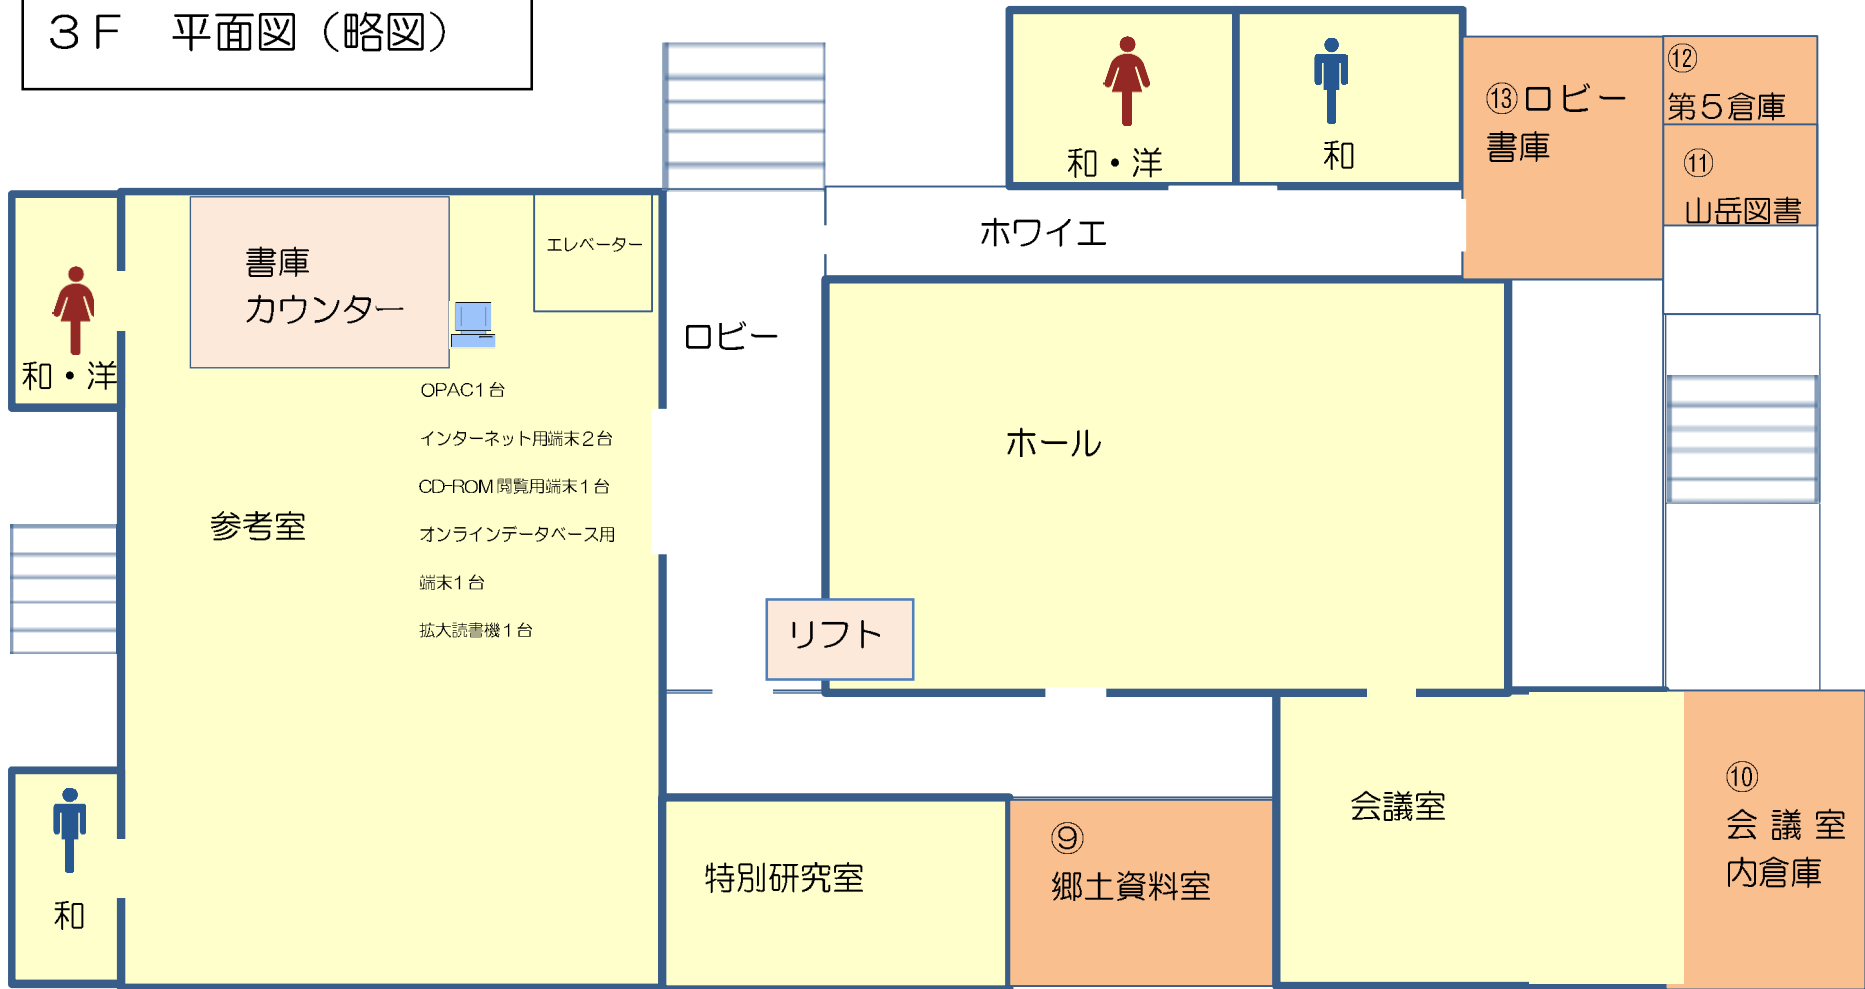 ３Ｆ　平面図（略図）
和・洋
和
⑬ロビー
書庫
⑫
第５倉庫
⑪
山岳図書
ホワイエ
書庫
カウンター
エレベーター
和・洋
ロビー
OPAC１台
インターネット用端末２台
CD-ROM閲覧用端末１台
オンラインデータベース用
端末１台
拡大読書機１台
参考室
ホール
リフト
和
特別研究室
⑨
郷土資料室
会議室
⑩
会議室
内倉庫